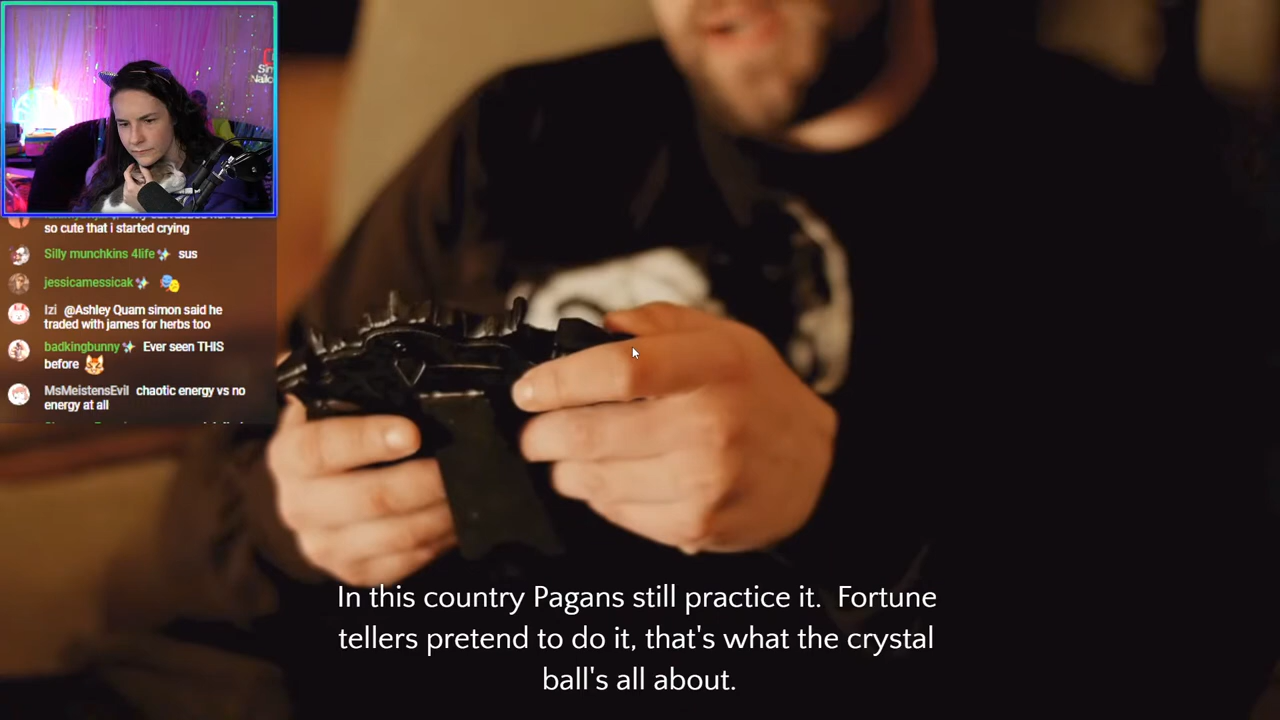 so cute that i started crying
Silly munchkins 4life sus
jessicamessicak
Izi @Ashley Quam simon said he
traded with james for herbs too
badkingbunny Ever seen THIS
before
MsMeistensEvil chaotic energy vs no
energy at all
In this country Pagans still practice it. Fortune
tellers pretend to do it, that's what the crystal
ball's all about.